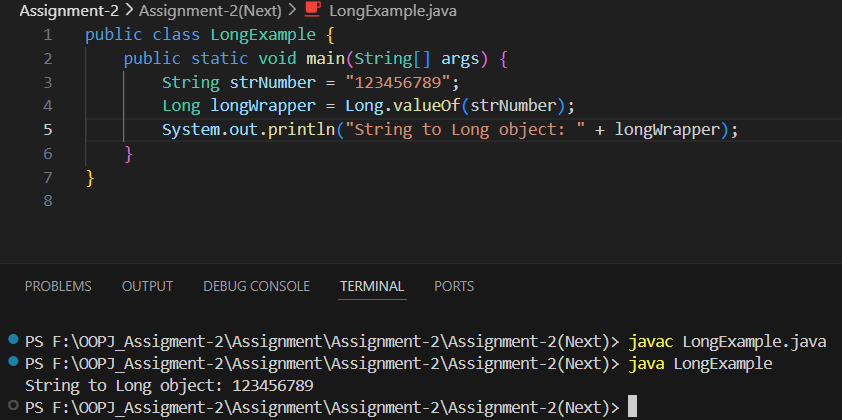 Assignment-2 > Assignment-2(Next) > LongExample.java
1 public class LongExample {
2 public static void main(String[] args) {
3 String strNumber = "123456789";
4 Long longWrapper = Long.valueOf(strNumber);
5 System.out.println("String to Long object: " + longWrapper);
6 }
7 }
8
PROBLEMS OUTPUT DEBUG CONSOLE TERMINAL PORTS
PS F:\OOPJ_Assigment-2\Assignment\Assignment-2\Assignment-2(Next)> javac LongExample.java
PS F:\OOPJ_Assigment-2\Assignment\Assignment-2\Assignment-2(Next)> java LongExample
String to Long object: 123456789
PS F:\OOPJ_Assigment-2\Assignment\Assignment-2\Assignment-2(Next)>